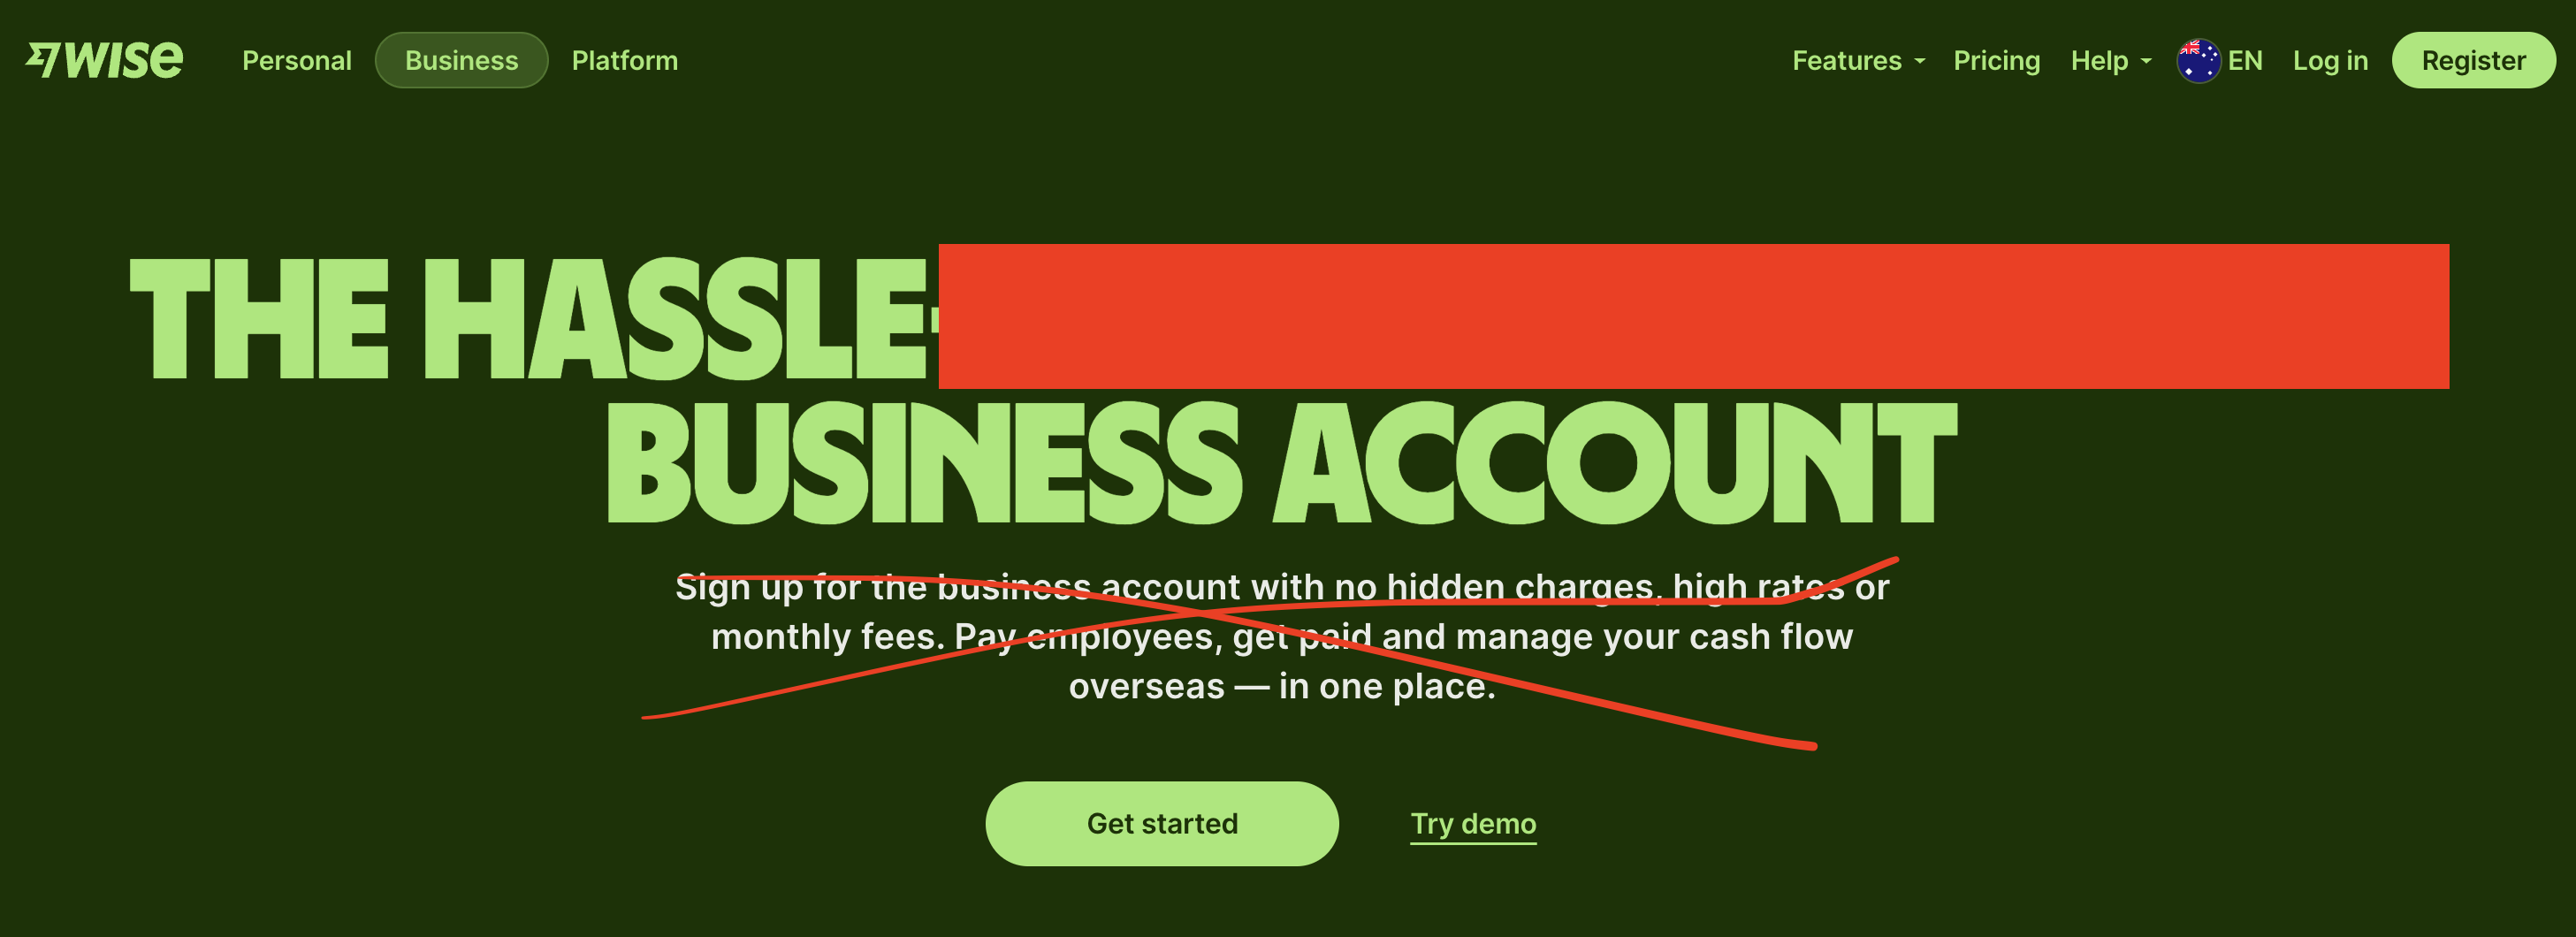 wise
Personal Business Platform
Features Pricing Help EN Log in Register
THE HASSLE-
BUSINESS ACCOUNT
Sign up for the business account with no hidden charges, high rates or
monthly fees. Pay employees, get paid and manage your cash flow
overseas — in one place.
Get started Try demo